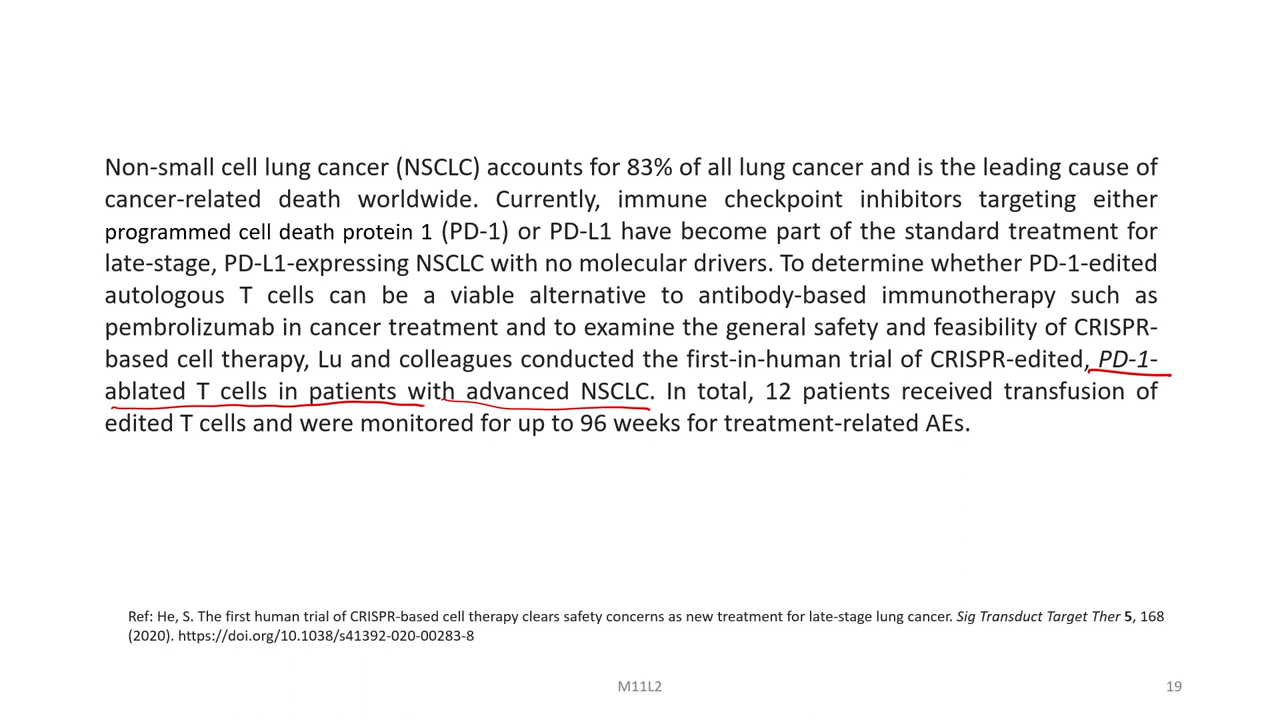 Non-small cell lung cancer (NSCLC) accounts for 83% of all lung cancer and is the leading cause of
cancer-related death worldwide. Currently, immune checkpoint inhibitors targeting either
programmed cell death protein 1 (PD-1) or PD-L1 have become part of the standard treatment for
late-stage, PD-L1-expressing NSCLC with no molecular drivers. To determine whether PD-1-edited
autologous T cells can be a viable alternative to antibody-based immunotherapy such as
pembrolizumab in cancer treatment and to examine the general safety and feasibility of CRISPR-
based cell therapy, Lu and colleagues conducted the first-in-human trial of CRISPR-edited, PD-1-
ablated T cells in patients with advanced NSCLC. In total, 12 patients received transfusion of
edited T cells and were monitored for up to 96 weeks for treatment-related AEs.
Ref: He, S. The first human trial of CRISPR-based cell therapy clears safety concerns as new treatment for late-stage lung cancer. Sig Transduct Target Ther 5, 168
(2020). https://doi.org/10.1038/s41392-020-00283-8
M11L2
19